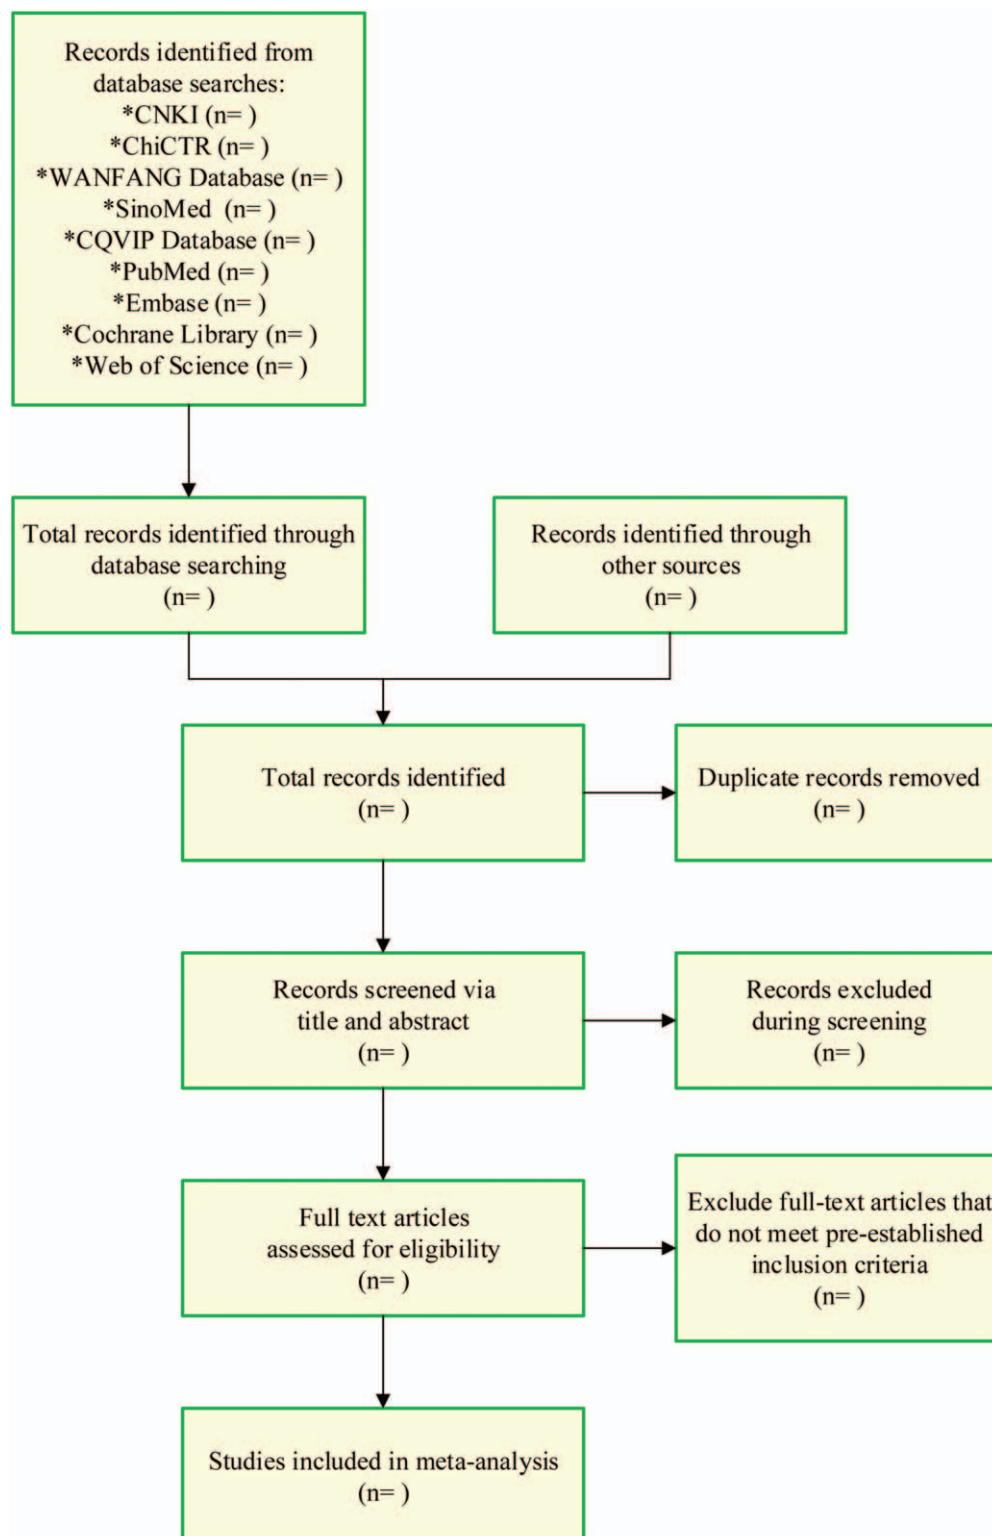 Records identified from
database searches:
*CNKI (n= )
*ChiCTR (n= )
*WANFANG Database (n= )
*SinoMed (n= )
*CQVIP Database (n= )
*PubMed (n= )
*Embase (n= )
*Cochrane Library (n= )
*Web of Science (n= )
Total records identified through
database searching
(n= )
Records identified through
other sources
(n= )
Total records identified
(n= )
Duplicate records removed
(n= )
Records screened via
title and abstract
(n= )
Records excluded
during screening
(n= )
Full text articles
assessed for eligibility
(n= )
Exclude full-text articles that
do not meet pre-established
inclusion criteria
(n= )
Studies included in meta-analysis
(n= )